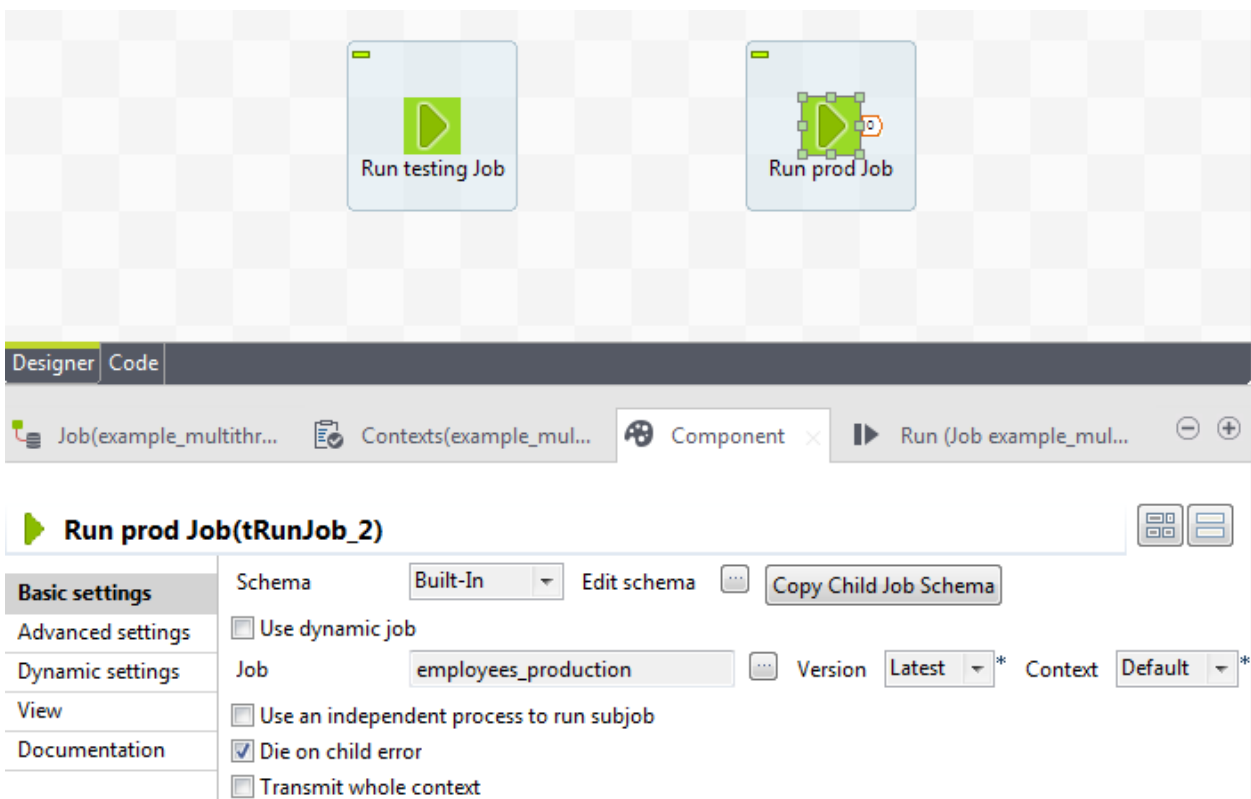 Run testing Job
Run prod Job
Designer
Code
Job(example_multithr...
Contexts(example_mul...
Component
Run (Job example_mul...
Run prod Job(tRunJob_2)
Basic settings
Advanced settings
Dynamic settings
View
Documentation
Schema Built-In Edit schema ... Copy Child Job Schema
Use dynamic job
Job employees_production ... Version Latest * Context Default *
Use an independent process to run subjob
Die on child error
Transmit whole context